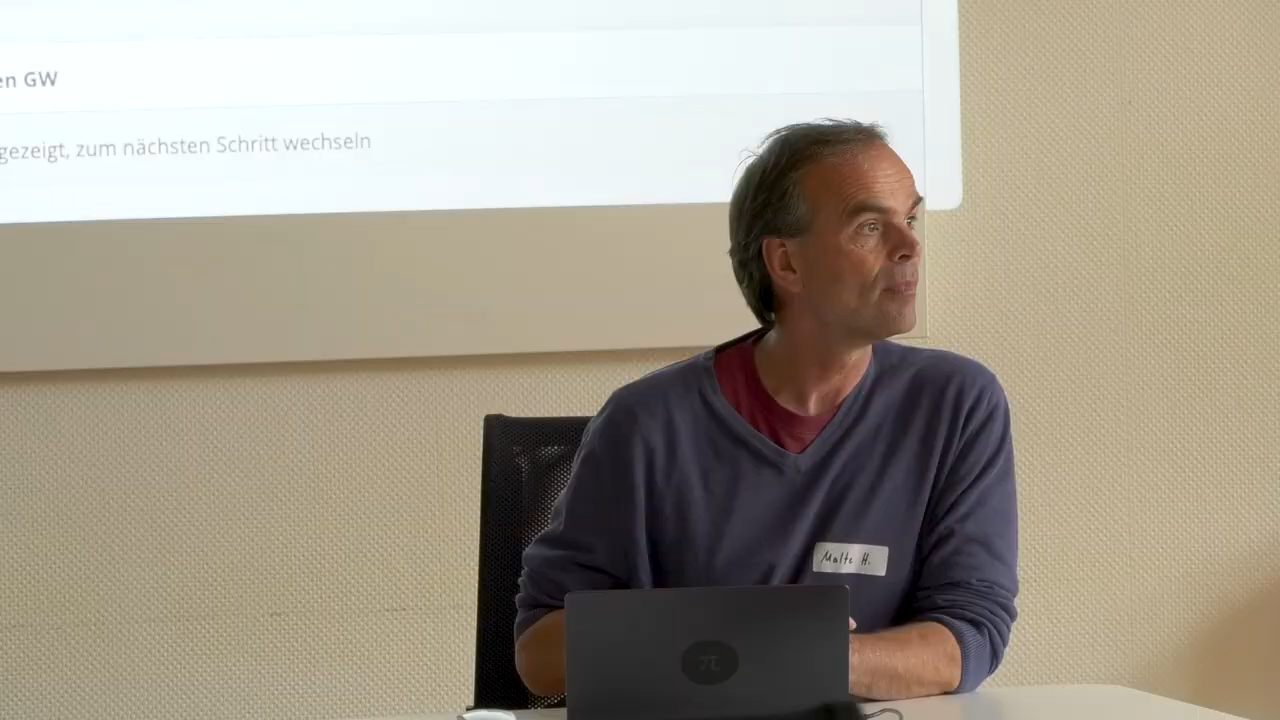 en GW
gezeigt, zum nächsten Schritt wechseln
Malte H.
π